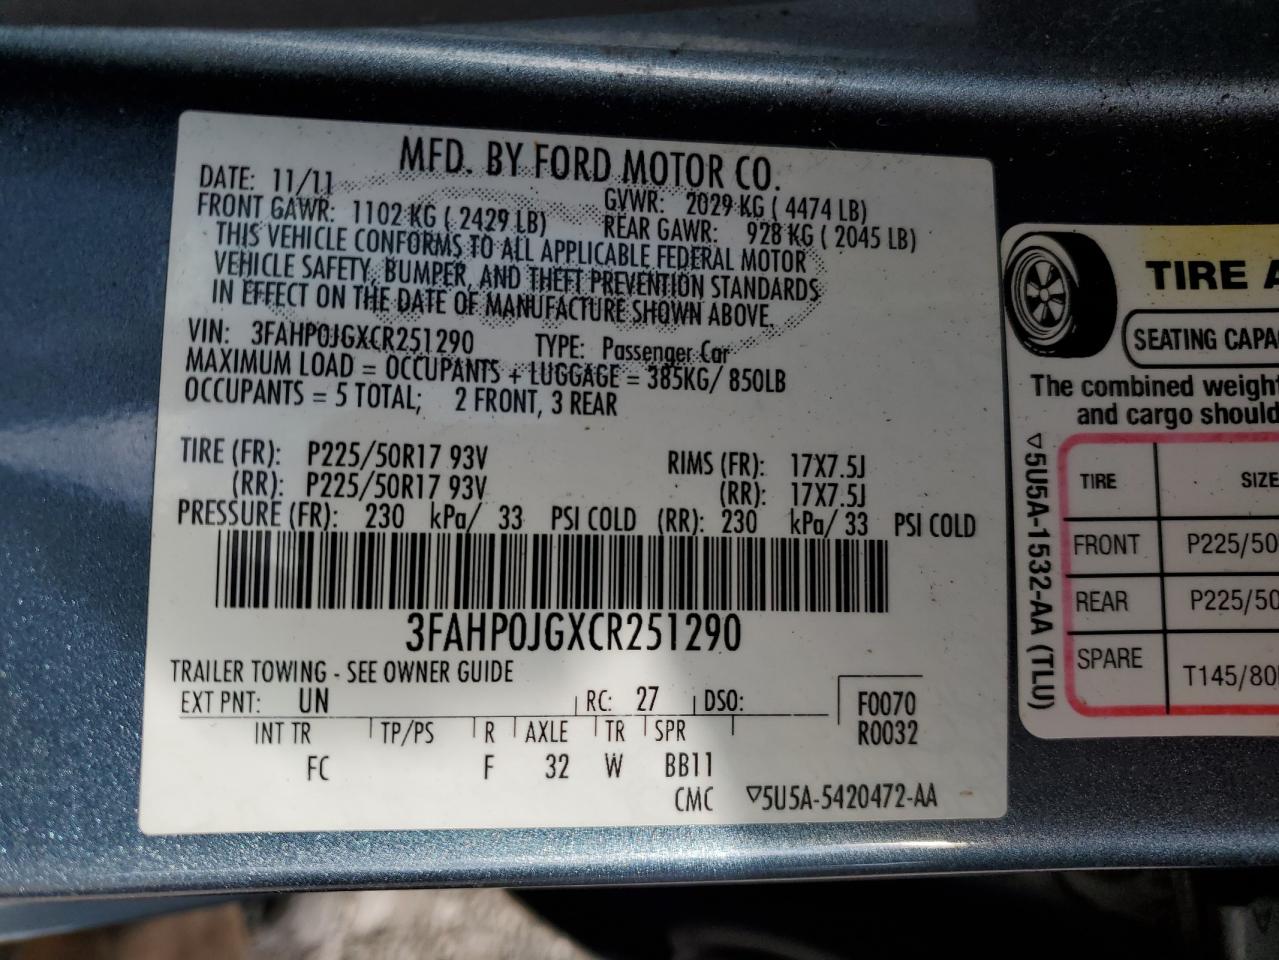 MFD. BY FORD MOTOR CO.
DATE: 11/11 GVWR: 2029 KG ( 4474 LB)
FRONT GAWR: 1102 KG ( 2429 LB) REAR GAWR: 928 KG ( 2045 LB)
THIS VEHICLE CONFORMS TO ALL APPLICABLE FEDERAL MOTOR
VEHICLE SAFETY, BUMPER, AND THEFT PREVENTION STANDARDS
IN EFFECT ON THE DATE OF MANUFACTURE SHOWN ABOVE.
VIN: 3FAHP0JGXCR251290 TYPE: Passenger Car
MAXIMUM LOAD = OCCUPANTS + LUGGAGE = 385KG/ 850LB
OCCUPANTS = 5 TOTAL; 2 FRONT, 3 REAR
TIRE (FR): P225/50R17 93V RIMS (FR): 17X7.5J
(RR): P225/50R17 93V (RR): 17X7.5J
PRESSURE (FR): 230 kPa/ 33 PSI COLD (RR): 230 kPa/ 33 PSI COLD
3FAHP0JGXCR251290
TRAILER TOWING - SEE OWNER GUIDE
EXT PNT: UN RC: 27 DSO: F0070
INT TR TP/PS R AXLE TR SPR R0032
FC F 32 W BB11
CMC ▽5U5A-5420472-AA
TIRE A
SEATING CAPA
The combined weight
and cargo should
▽5U5A-1532-AA (TLU)
TIRE SIZE
FRONT P225/50
REAR P225/50
SPARE T145/80